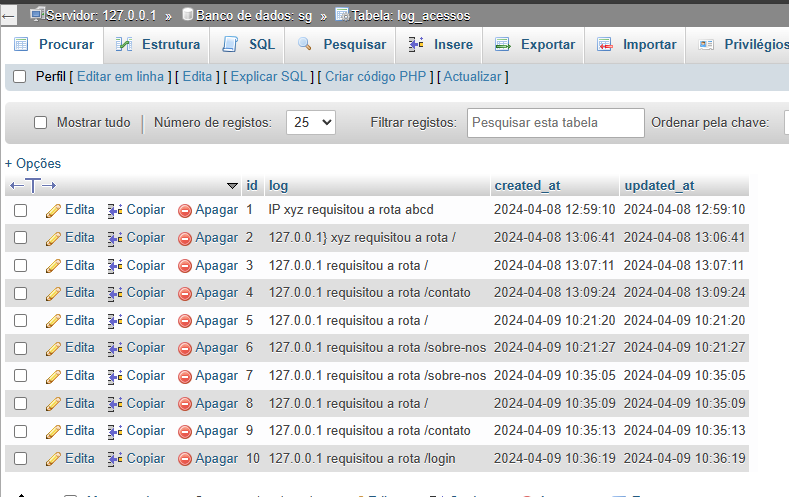 Servidor: 127.0.0.1 » Banco de dados: sg » Tabela: log_acessos
Procurar Estrutura SQL Pesquisar Insere Exportar Importar Privilégios
Perfil [ Editar em linha ] [ Edita ] [ Explicar SQL ] [ Criar código PHP ] [ Actualizar ]
Mostrar tudo Número de registos: 25 Filtrar registos: Pesquisar esta tabela Ordenar pela chave:
+ Opções
←T→ id log created_at updated_at
Edita Copiar Apagar 1 IP xyz requisitou a rota abcd 2024-04-08 12:59:10 2024-04-08 12:59:10
Edita Copiar Apagar 2 127.0.0.1} xyz requisitou a rota / 2024-04-08 13:06:41 2024-04-08 13:06:41
Edita Copiar Apagar 3 127.0.0.1 requisitou a rota / 2024-04-08 13:07:11 2024-04-08 13:07:11
Edita Copiar Apagar 4 127.0.0.1 requisitou a rota /contato 2024-04-08 13:09:24 2024-04-08 13:09:24
Edita Copiar Apagar 5 127.0.0.1 requisitou a rota / 2024-04-09 10:21:20 2024-04-09 10:21:20
Edita Copiar Apagar 6 127.0.0.1 requisitou a rota /sobre-nos 2024-04-09 10:21:27 2024-04-09 10:21:27
Edita Copiar Apagar 7 127.0.0.1 requisitou a rota /sobre-nos 2024-04-09 10:35:05 2024-04-09 10:35:05
Edita Copiar Apagar 8 127.0.0.1 requisitou a rota / 2024-04-09 10:35:09 2024-04-09 10:35:09
Edita Copiar Apagar 9 127.0.0.1 requisitou a rota /contato 2024-04-09 10:35:13 2024-04-09 10:35:13
Edita Copiar Apagar 10 127.0.0.1 requisitou a rota /login 2024-04-09 10:36:19 2024-04-09 10:36:19